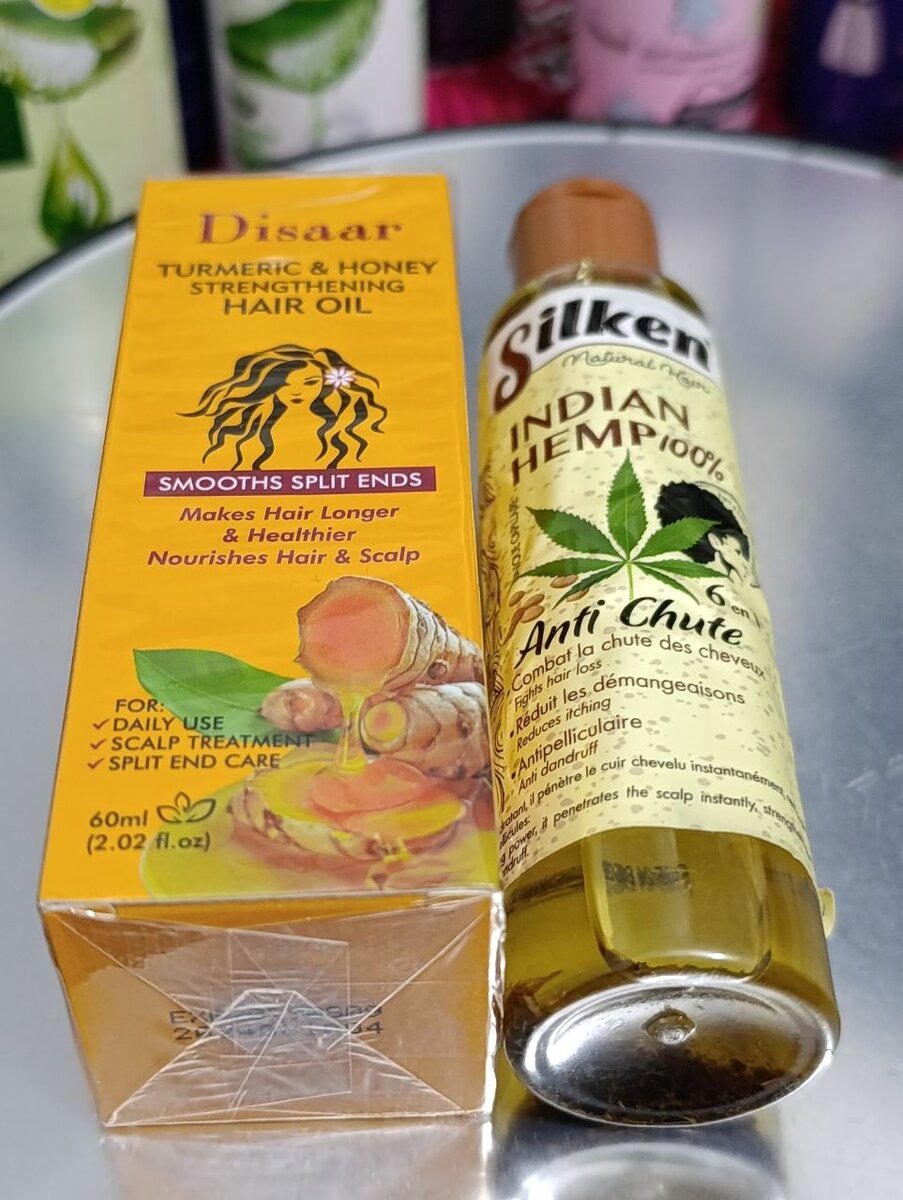 Disaar
TURMERIC & HONEY
STRENGTHENING
HAIR OIL
SMOOTHS SPLIT ENDS
Makes Hair Longer
& Healthier
Nourishes Hair & Scalp
FOR:
DAILY USE
SCALP TREATMENT
SPLIT END CARE
60ml
(2.02 fl.oz)
Silken
Natural Hair
INDIAN
HEMP 100%
6 en
Anti Chute
Combat la chute des cheveux
Fights hair loss
Réduit les démangeaisons
Reduces itching
Antipelliculaire
Anti dandruff
il pénètre le cuir chevelu instantanément,
power, it penetrates the scalp instantly,